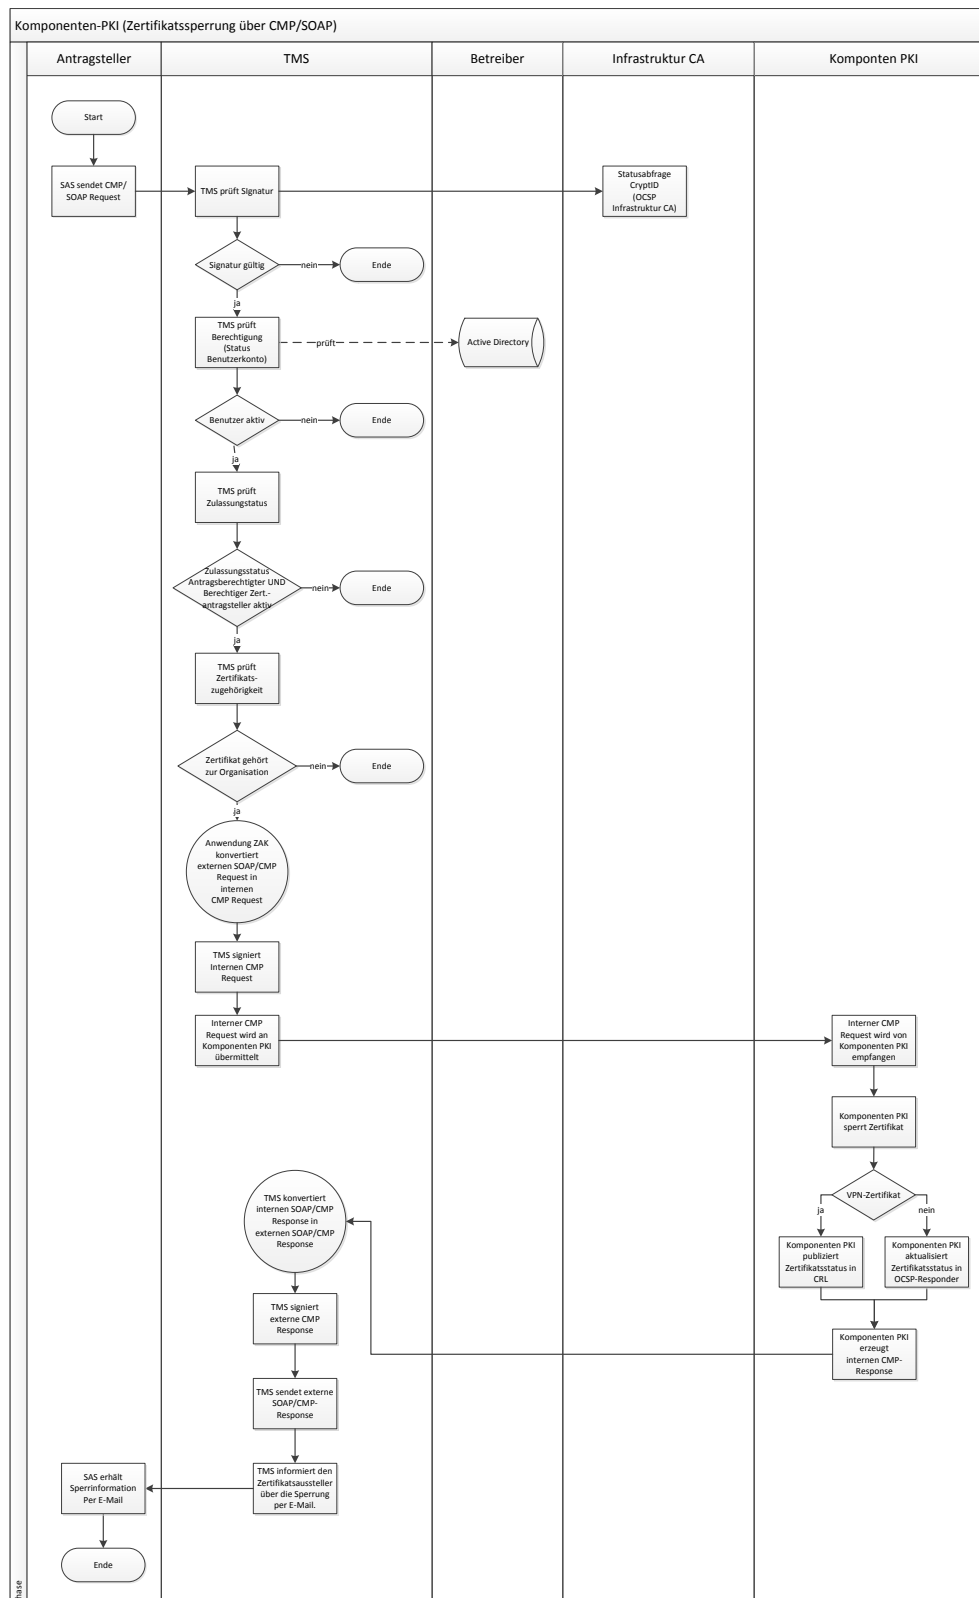 Komponenten-PKI (Zertifikatssperrung über CMP/SOAP)
Antragsteller
TMS
Betreiber
Infrastruktur CA
Komponten PKI
Start
SAS sendet CMP/
SOAP Request
TMS prüft SIgnatur
Statusabfrage
CryptID
(OCSP
Infrastruktur CA)
Signatur gültig
nein
Ende
ja
TMS prüft
Berechtigung
(Status
Benutzerkonto)
prüft
Active Directory
Benutzer aktiv
nein
Ende
ja
TMS prüft
Zulassungstatus
Zulassungsstatus
Antragsberechtigter UND
Berechtiger Zert.-
antragsteller aktiv
nein
Ende
ja
TMS prüft
Zertifikats-
zugehörigkeit
Zertifikat gehört
zur Organisation
nein
Ende
ja
Anwendung ZAK
konvertiert
externen SOAP/CMP
Request in
internen
CMP Request
TMS signiert
Internen CMP
Request
Interner CMP
Request wird an
Komponenten PKI
übermittelt
Interner CMP
Request wird von
Komponenten PKI
empfangen
Komponenten PKI
sperrt Zertifikat
VPN-Zertifikat
ja
nein
Komponenten PKI
publiziert
Zertifikatsstatus in
CRL
Komponenten PKI
aktualisiert
Zertifikatsstatus in
OCSP-Responder
TMS konvertiert
internen SOAP/CMP
Response in
externen SOAP/CMP
Response
TMS signiert
externe CMP
Response
Komponenten PKI
erzeugt
internen CMP-
Response
TMS sendet externe
SOAP/CMP-
Response
SAS erhält
Sperrinformation
Per E-Mail
TMS informiert den
Zertifikatsaussteller
über die Sperrung
per E-Mail.
Ende
hase